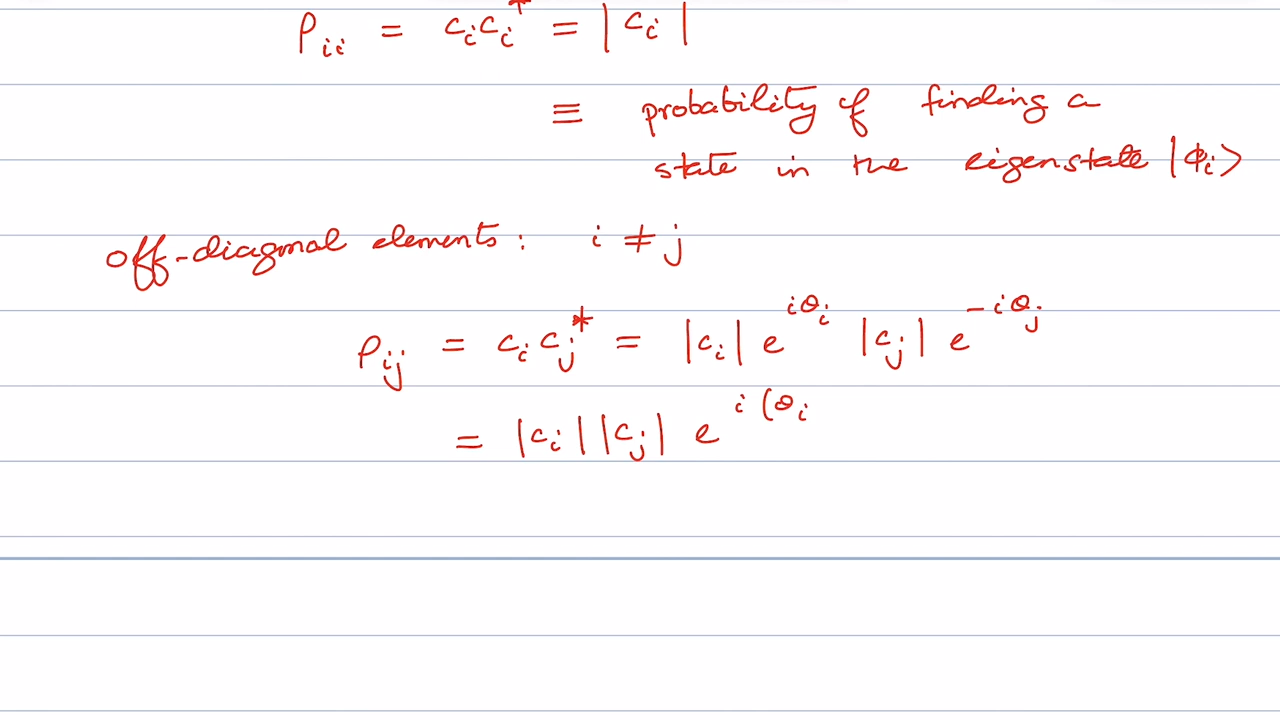 ρ_ii = c_i c_i^* = |c_i|
≡ probability of finding a
state in the eigenstate |ϕ_i>
off-diagonal elements: i ≠ j
ρ_ij = c_i c_j^* = |c_i| e^{iθ_i} |c_j| e^{-iθ_j}
= |c_i| |c_j| e^{i(θ_i